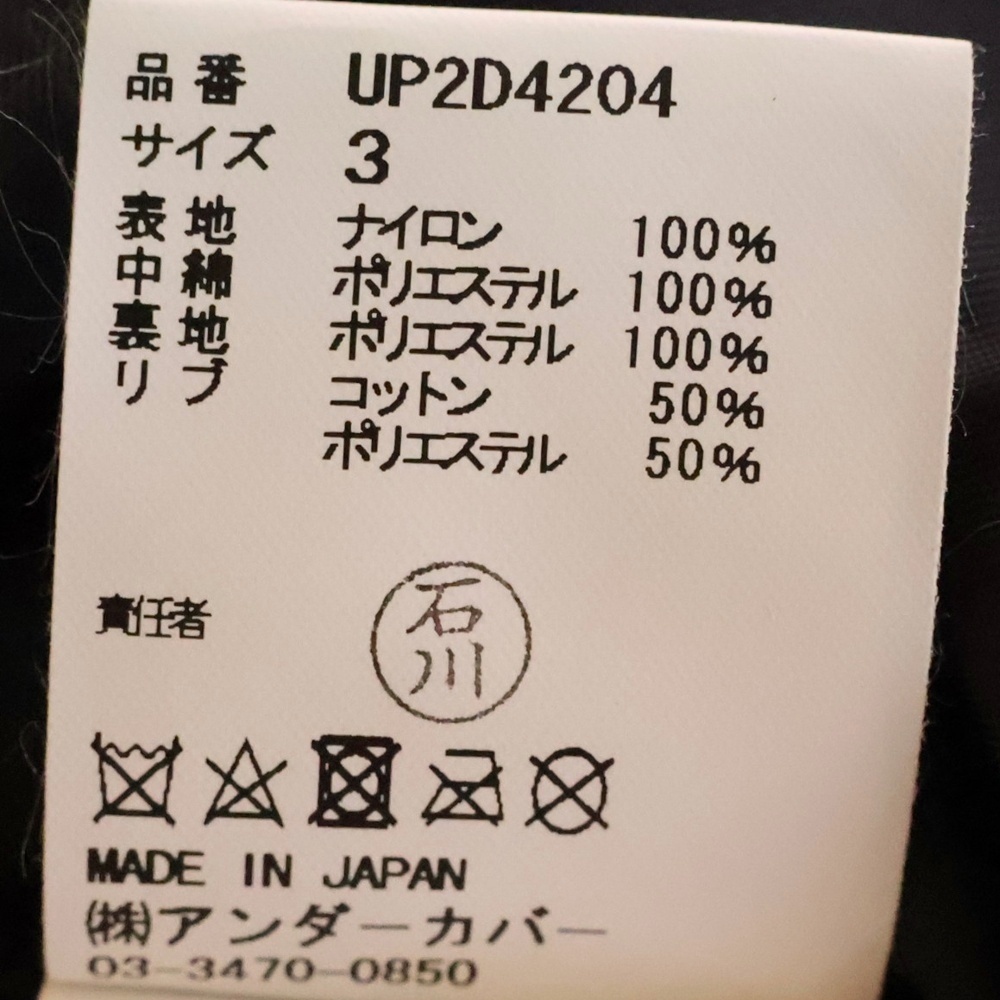 品番 UP2D4204
サイズ 3
表地 ナイロン 100%
中綿 ポリエステル 100%
裏地 ポリエステル 100%
リブ コットン 50%
ポリエステル 50%
責任者 石川
MADE IN JAPAN
㈱アンダーカバー
03-3470-0850